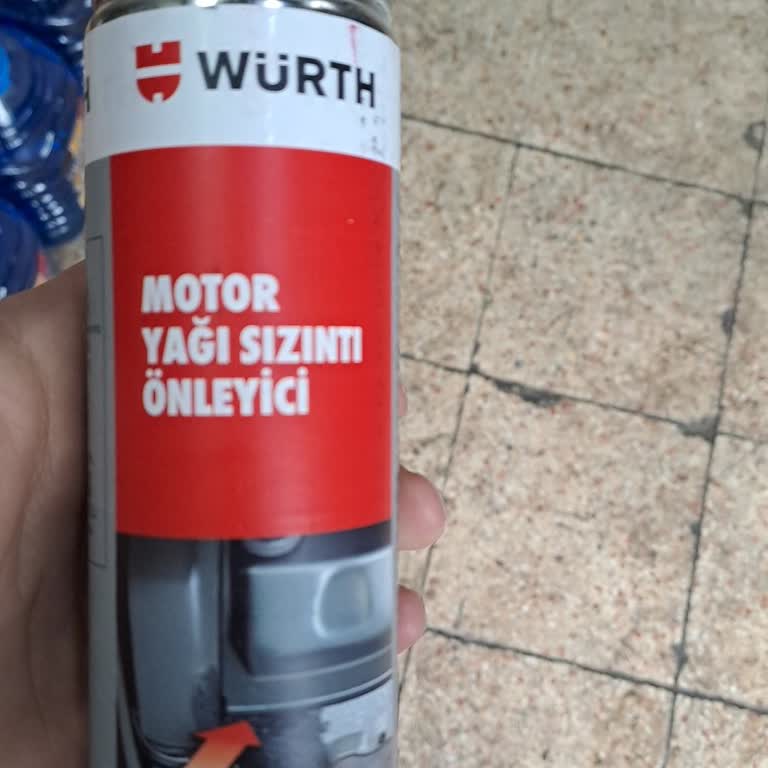 WÜRTH
MOTOR
YAĞI SIZINTI
ÖNLEYİCİ